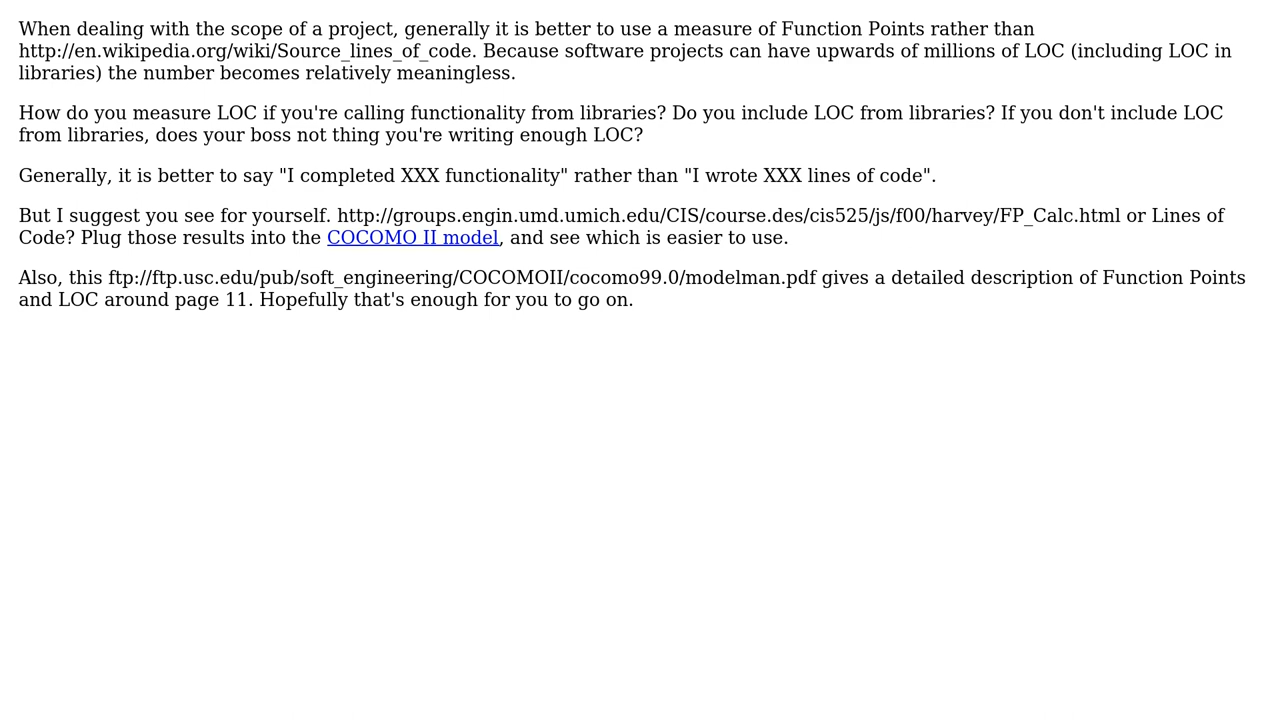 When dealing with the scope of a project, generally it is better to use a measure of Function Points rather than
http://en.wikipedia.org/wiki/Source_lines_of_code. Because software projects can have upwards of millions of LOC (including LOC in
libraries) the number becomes relatively meaningless.
How do you measure LOC if you're calling functionality from libraries? Do you include LOC from libraries? If you don't include LOC
from libraries, does your boss not thing you're writing enough LOC?
Generally, it is better to say "I completed XXX functionality" rather than "I wrote XXX lines of code".
But I suggest you see for yourself. http://groups.engin.umd.umich.edu/CIS/course.des/cis525/js/f00/harvey/FP_Calc.html or Lines of
Code? Plug those results into the COCOMO II model, and see which is easier to use.
Also, this ftp://ftp.usc.edu/pub/soft_engineering/COCOMOII/cocomo99.0/modelman.pdf gives a detailed description of Function Points
and LOC around page 11. Hopefully that's enough for you to go on.